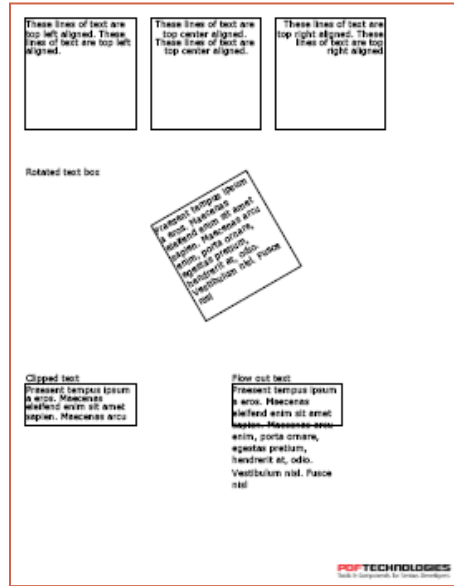 These lines of text are
top left aligned. These
lines of text are top left
aligned.
These lines of text are
top center aligned.
These lines of text are
top center aligned.
These lines of text are
top right aligned. These
lines of text are top
right aligned
Rotated text box
Praesent tempus ipsum
a eros. Maecenas
eleifend enim sit amet
sapien. Maecenas arcu
enim, porta ornare,
egestas pretium,
hendrerit at, odio.
Vestibulum nisl. Fusce
nisl
Clipped text
Praesent tempus ipsum
a eros. Maecenas
eleifend enim sit amet
sapien. Maecenas arcu
Flow out text
Praesent tempus ipsum
a eros. Maecenas
eleifend enim sit amet
sapien. Maecenas arcu
enim, porta ornare,
egestas pretium,
hendrerit at, odio.
Vestibulum nisl. Fusce
nisl
PDFTECHNOLOGIES
Tools & Components for Serious Developers.